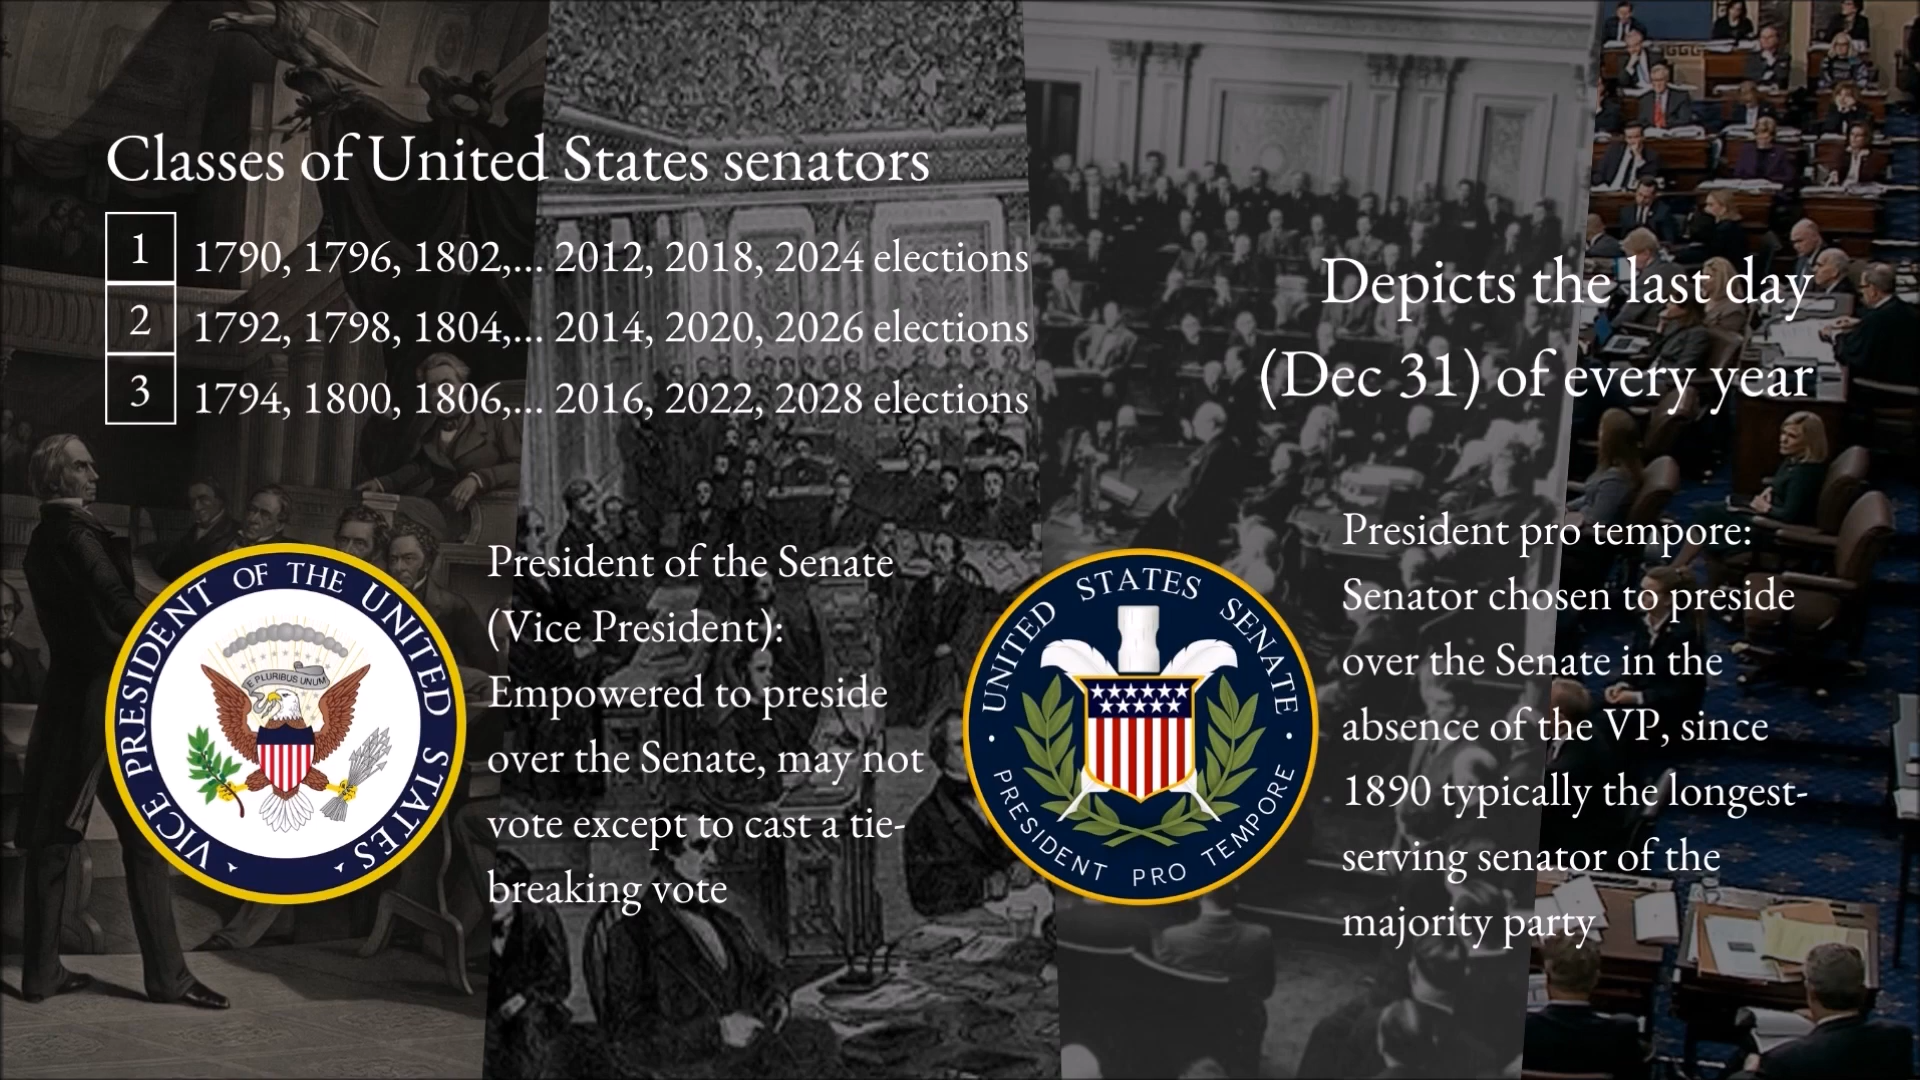 Classes of United States senators
1 1790, 1796, 1802,... 2012, 2018, 2024 elections
2 1792, 1798, 1804,... 2014, 2020, 2026 elections
3 1794, 1800, 1806,... 2016, 2022, 2028 elections
Depicts the last day
(Dec 31) of every year
VICE PRESIDENT OF THE UNITED STATES
E PLURIBUS UNUM
President of the Senate
(Vice President):
Empowered to preside
over the Senate, may not
vote except to cast a tie-
breaking vote
UNITED STATES SENATE
PRESIDENT PRO TEMPORE
President pro tempore:
Senator chosen to preside
over the Senate in the
absence of the VP, since
1890 typically the longest-
serving senator of the
majority party